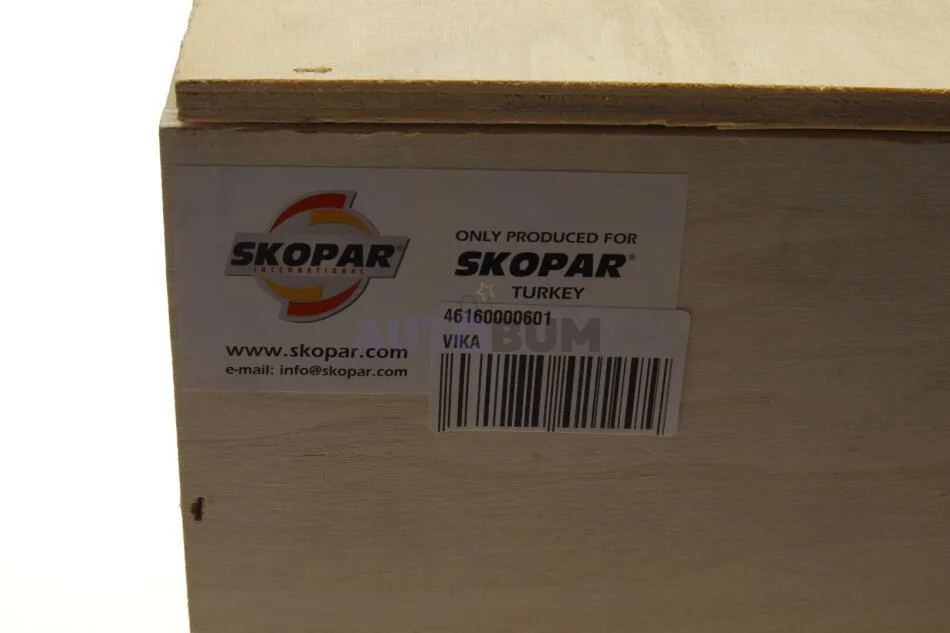 SKOPAR®
INTERNATIONAL
www.skopar.com
e-mail: info@skopar.com
ONLY PRODUCED FOR
SKOPAR®
TURKEY
46160000601
VIKA
AUTOBUM